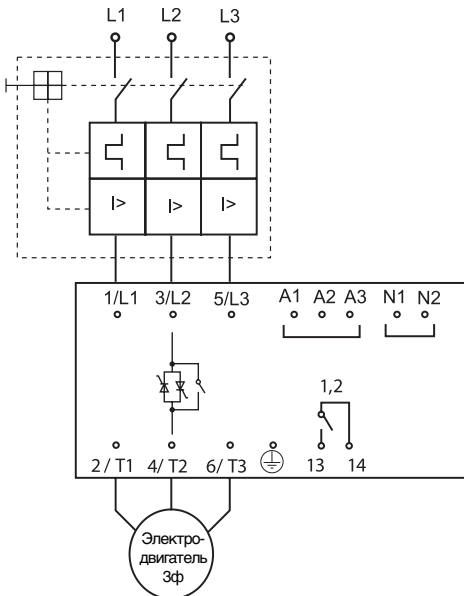 L1 L2 L3
I> I> I>
1/L1 3/L2 5/L3 A1 A2 A3 N1 N2
1,2
2/ T1 4/ T2 6/ T3 13 14
Электро-
двигатель
3ф